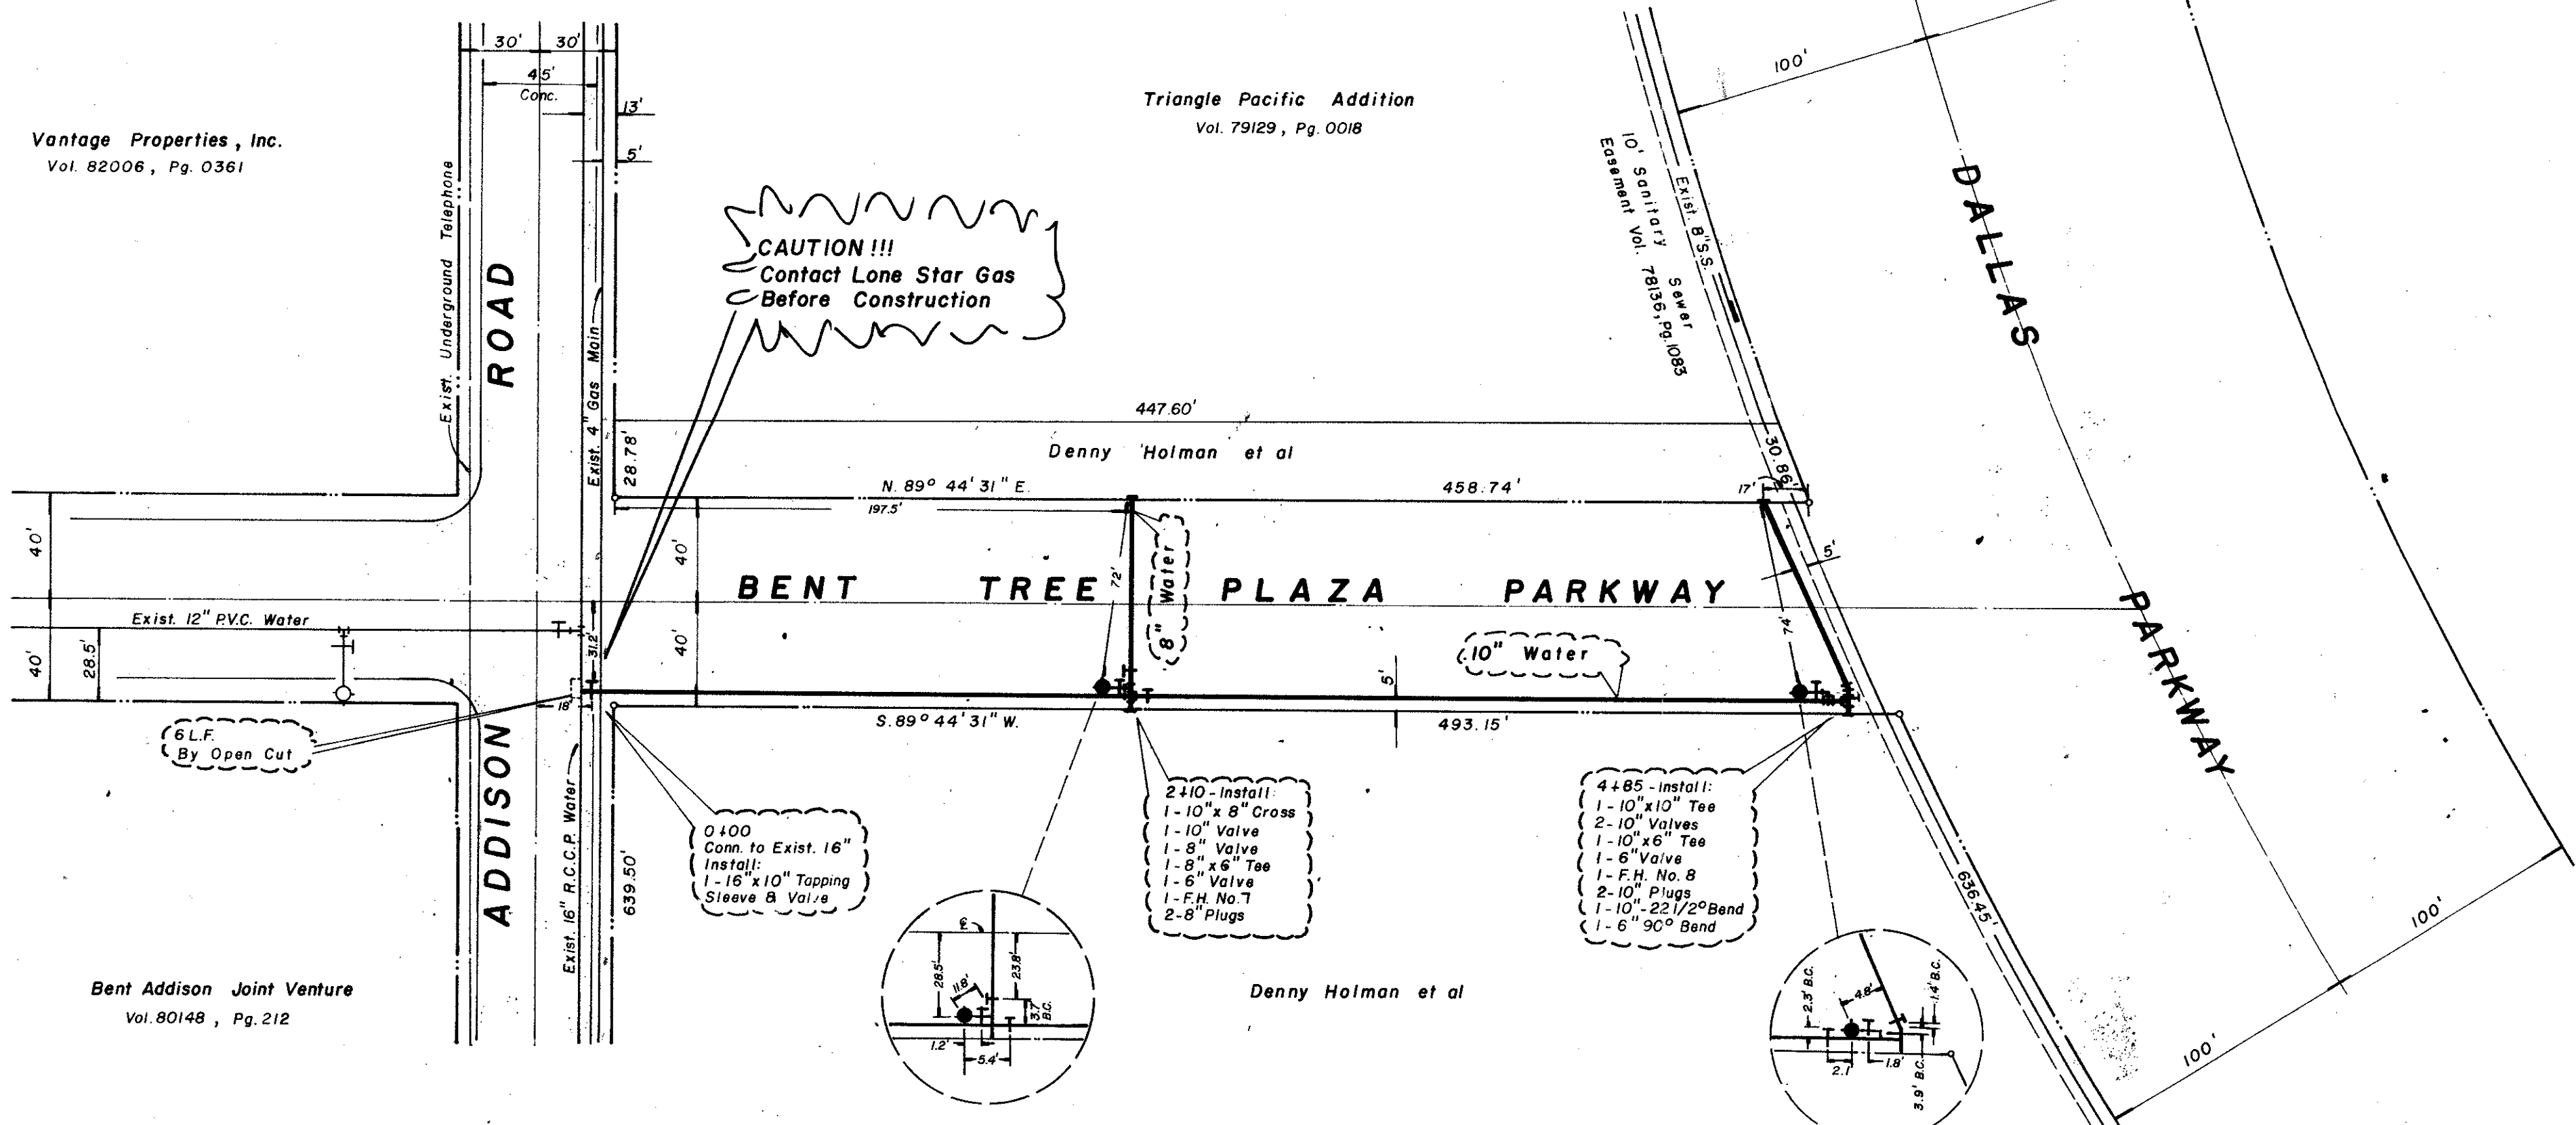 30'
30'
45'
Conc.
13'
5'
Vantage Properties, Inc.
Vol. 82006, Pg. 0361
Triangle Pacific Addition
Vol. 79129, Pg. 0018
100'
Exist. Underground Telephone
ROAD
Exist. 4" Gas Main
CAUTION !!!
Contact Lone Star Gas
Before Construction
10' Sanitary Sewer
Easement Vol. 78136, Pg. 1083
Exist. 8" S.S.
DALLAS
PARKWAY
447.60'
28.78'
Denny Holman et al
30.86'
N. 89° 44' 31" E.
458.74'
17'
197.5'
40'
40'
72'
8" Water
5'
BENT TREE PLAZA PARKWAY
Exist. 12" P.V.C. Water
40'
28.5'
31.2'
40'
10" Water
74'
5'
18'
S. 89° 44' 31" W.
493.15'
6 L.F.
By Open Cut
ADDISON
Exist. 16" R.C.C.P. Water
639.50'
0+00
Conn. to Exist. 16"
Install:
1-16"x10" Tapping
Sleeve & Valve
2+10-Install:
1-10"x 8" Cross
1-10" Valve
1-8" Valve
1-8"x6" Tee
1-6" Valve
1-F.H. No.7
2-8" Plugs
4+85-Install:
1-10"x10" Tee
2-10" Valves
1-10"x6" Tee
1-6" Valve
1-F.H. No. 8
2-10" Plugs
1-10"-22 1/2° Bend
1-6" 90° Bend
636.45'
100'
100'
Bent Addison Joint Venture
Vol. 80148, Pg. 212
Denny Holman et al
℄
28.5'
23.8'
11.8'
3.7'
B.C.
1.2'
5.4'
2.3' B.C.
4.8'
1.4' B.C.
2.1'
1.8'
3.9' B.C.